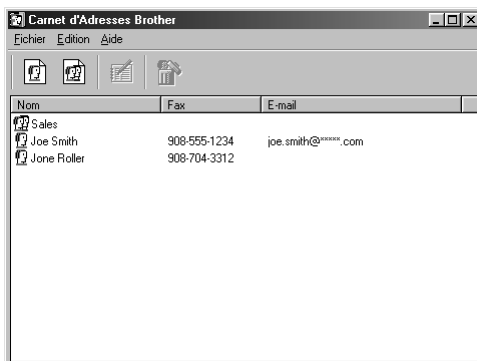 Carnet d'Adresses Brother
Fichier Edition Aide
Nom Fax E-mail
Sales
Joe Smith 908-555-1234 joe.smith@*****.com
Jone Roller 908-704-3312